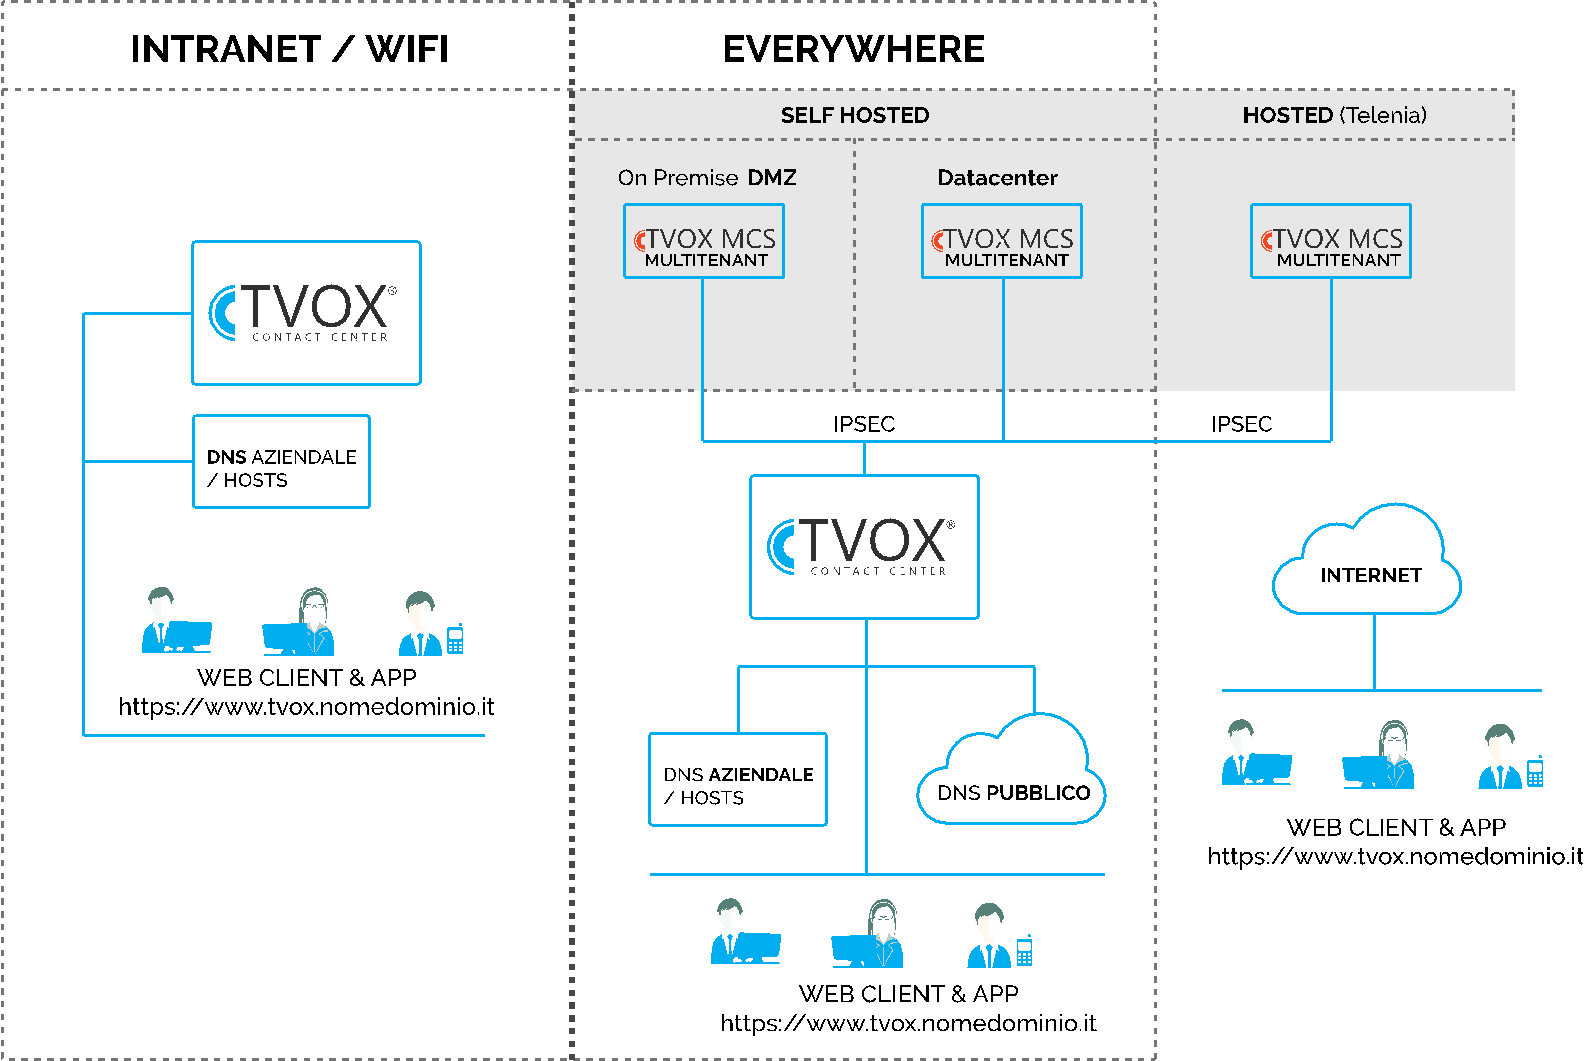 INTRANET / WIFI
EVERYWHERE
SELF HOSTED
HOSTED (Telenia)
On Premise DMZ
Datacenter
TVOX MCS
MULTITENANT
TVOX MCS
MULTITENANT
TVOX MCS
MULTITENANT
TVOX®
CONTACT CENTER
DNS AZIENDALE
/ HOSTS
WEB CLIENT & APP
https://www.tvox.nomedominio.it
IPSEC
IPSEC
TVOX®
CONTACT CENTER
DNS AZIENDALE
/ HOSTS
DNS PUBBLICO
WEB CLIENT & APP
https://www.tvox.nomedominio.it
INTERNET
WEB CLIENT & APP
https://www.tvox.nomedominio.it